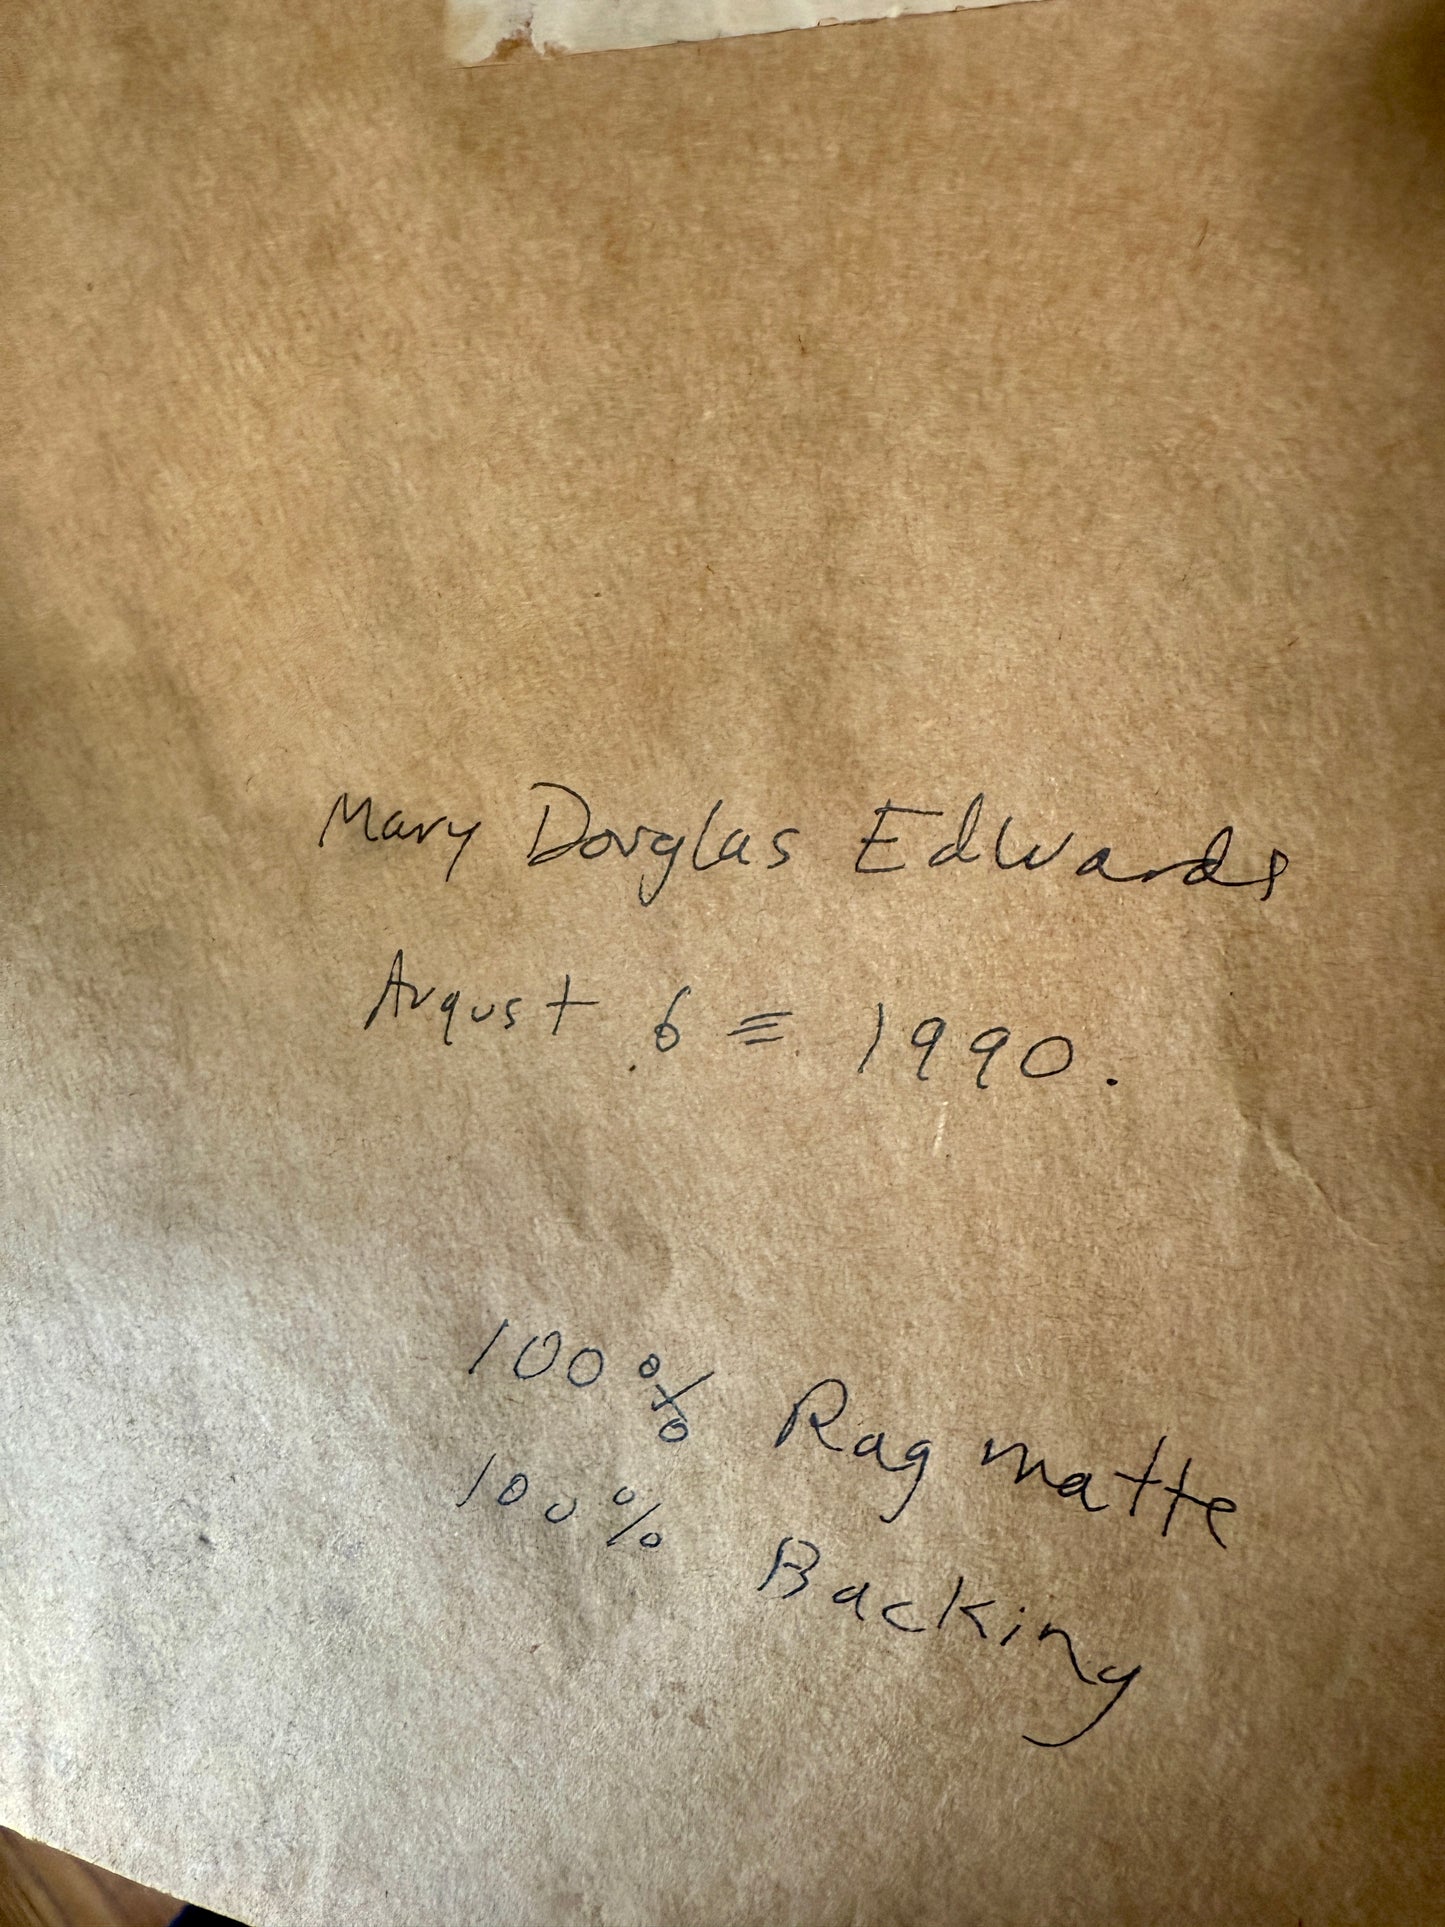 Mary Douglas Edwards
August 6 = 1990.
100% Rag matte
100% Backing